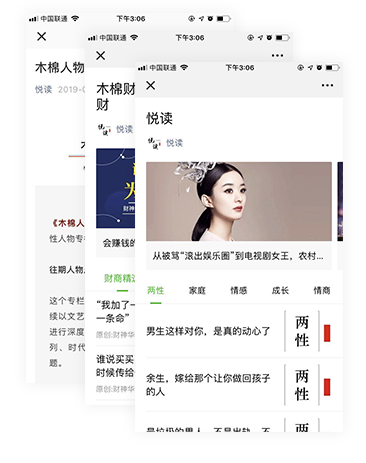 中国联通
下午3:06
木棉人物
悦读 2019-0
《木棉人
性人物专
往期人物
这个专栏
续以文艺
进行深度
列、时代
题。
中国联通
下午3:06
木棉财
财
悦读
财神
会赚钱的
财商精选
“我加了一
一条命”
原创:财神华
谁说买买
时候传给
原创:财神华
中国联通
下午3:06
悦读
悦读
悦读
从被骂“滚出娱乐圈”到电视剧女王，农村...
两性 家庭 情感 成长 情商
男生这样对你，是真的动心了
两性
余生，嫁给那个让你做回孩子
的人
两性